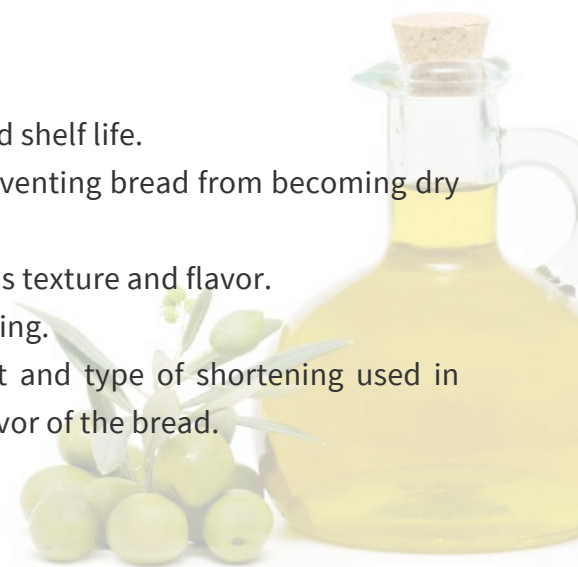 d shelf life.
venting bread from becoming dry
s texture and flavor.
ing.
t and type of shortening used in
vor of the bread.